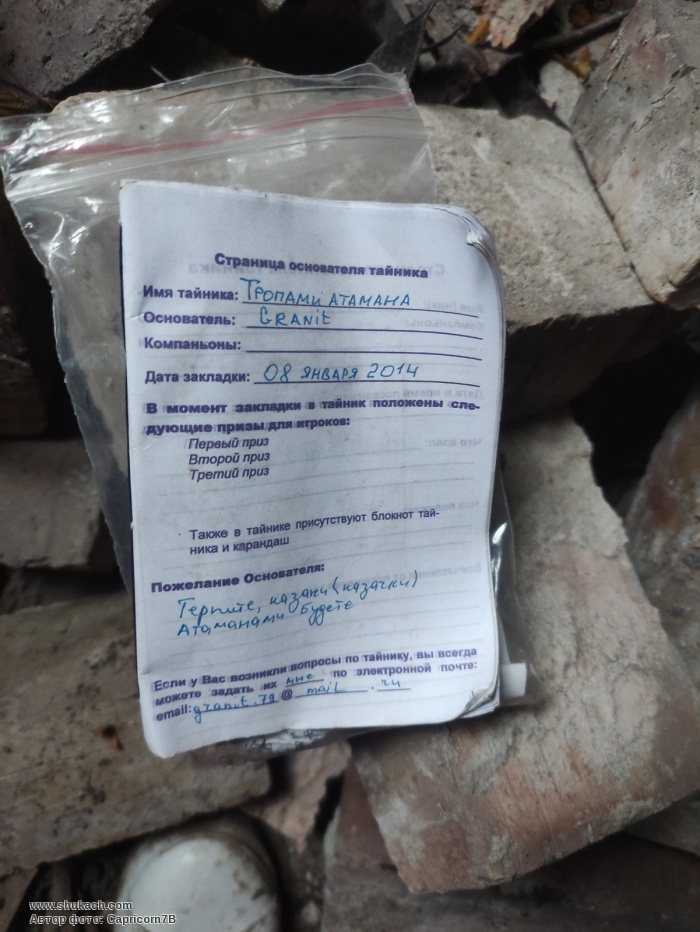 Страница основателя тайника
Имя тайника: ТРОПАМИ АТАМАНА
Основатель: GRANiT
Компаньоны:
Дата закладки: 08 ЯНВАРЯ 2014
В момент закладки в тайник положены сле-
дующие призы для игроков:
Первый приз
Второй приз
Третий приз
Также в тайнике присутствуют блокнот тай-
ника и карандаш
Пожелание Основателя:
Терпите, казаки (казачки)
Атаманами будете
Если у Вас возникли вопросы по тайнику, вы всегда
можете задать их мне по электронной почте:
email: granit.79 @ mail . ru
www.shukach.com
Автор фото: Capricorn7B